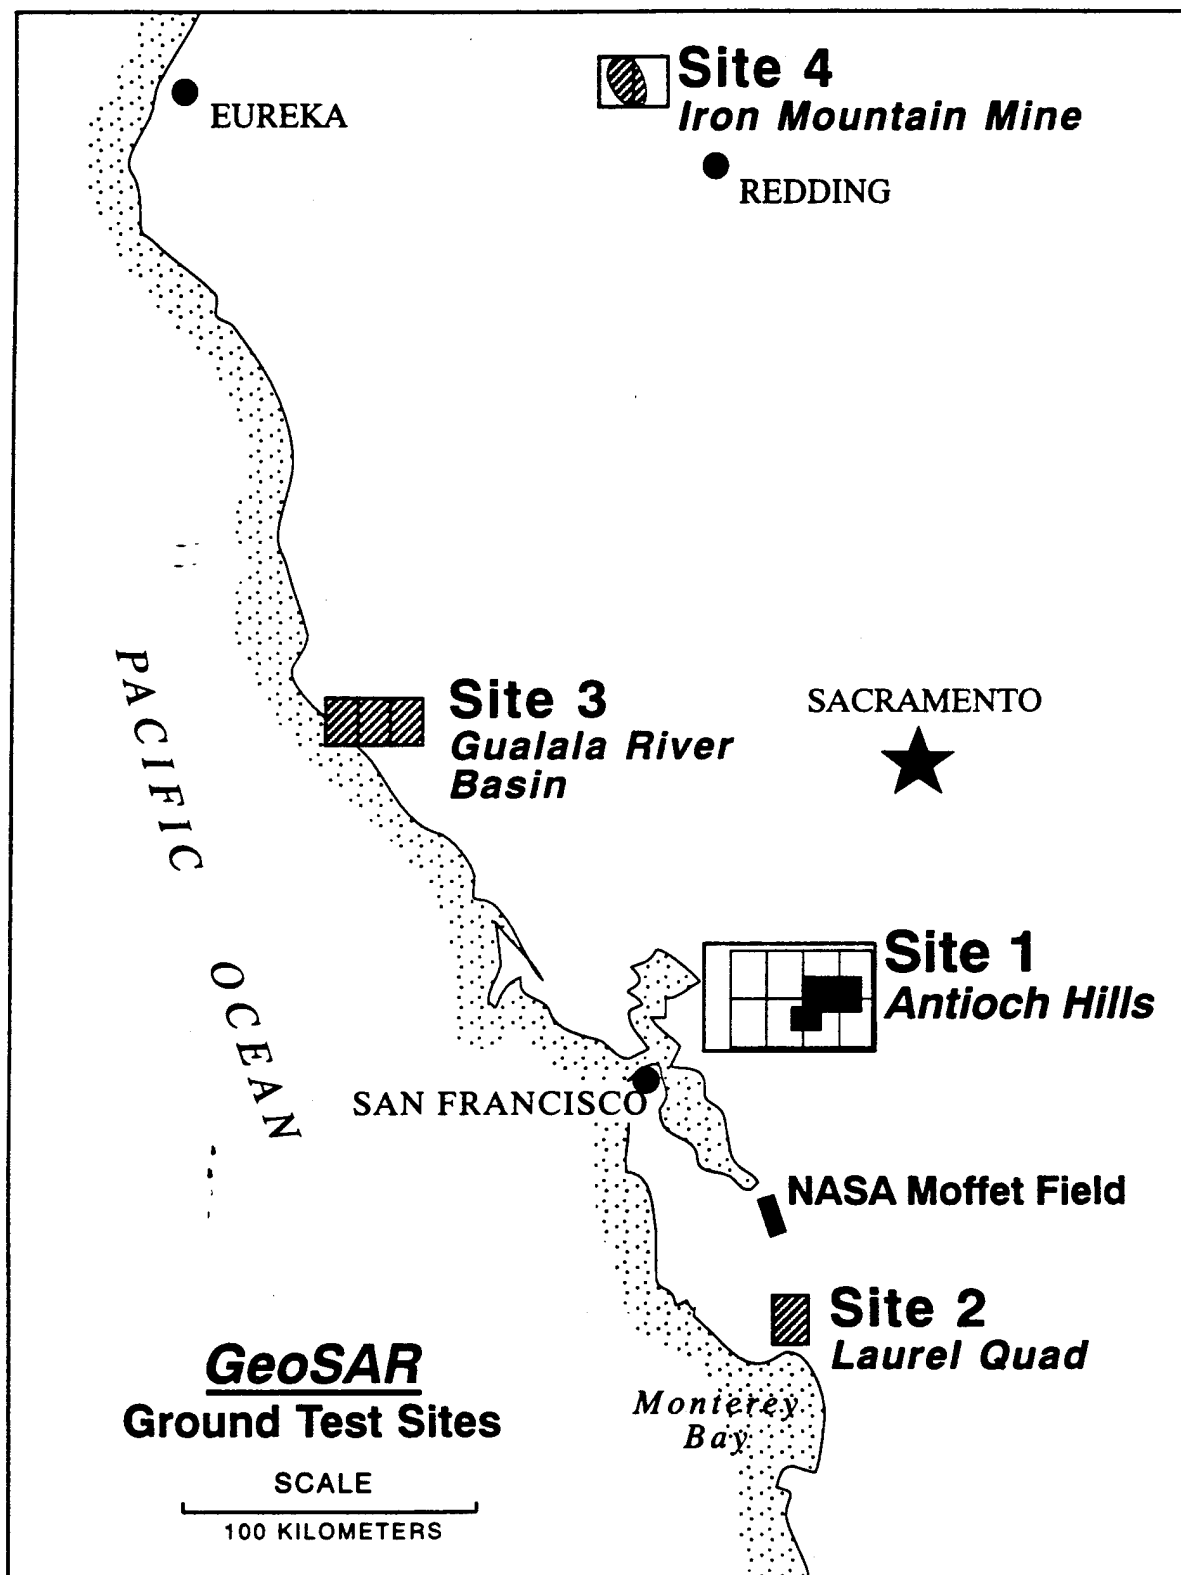 Site 4
Iron Mountain Mine
EUREKA
REDDING
PACIFIC
OCEAN
Site 3
Gualala River
Basin
SACRAMENTO
Site 1
Antioch Hills
SAN FRANCISCO
NASA Moffet Field
Site 2
Laurel Quad
Monterey
Bay
GeoSAR
Ground Test Sites
SCALE
100 KILOMETERS